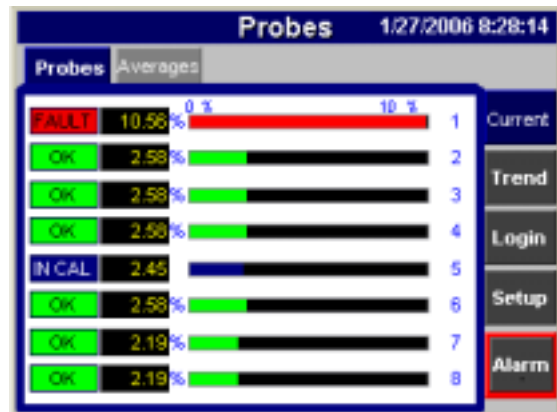 Probes 1/27/2006 8:28:14
Probes Averages
0 % 10 %
FAULT 10.56 % 1
OK 2.58 % 2
OK 2.58 % 3
OK 2.58 % 4
IN CAL 2.45 5
OK 2.58 % 6
OK 2.19 % 7
OK 2.19 % 8
Current
Trend
Login
Setup
Alarm